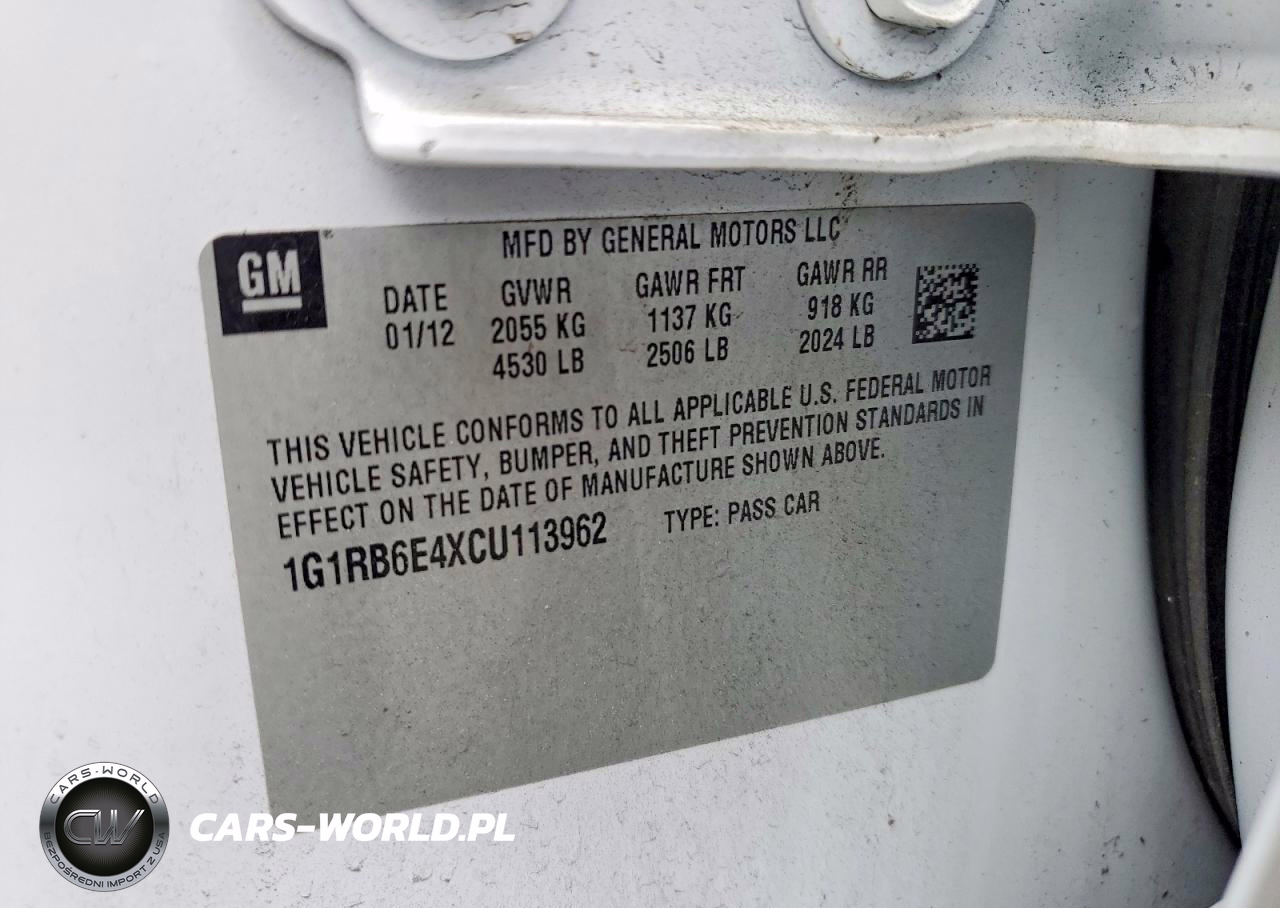 GM
MFD BY GENERAL MOTORS LLC
DATE GVWR GAWR FRT GAWR RR
01/12 2055 KG 1137 KG 918 KG
4530 LB 2506 LB 2024 LB
THIS VEHICLE CONFORMS TO ALL APPLICABLE U.S. FEDERAL MOTOR
VEHICLE SAFETY, BUMPER, AND THEFT PREVENTION STANDARDS IN
EFFECT ON THE DATE OF MANUFACTURE SHOWN ABOVE.
1G1RB6E4XCU113962 TYPE: PASS CAR
CARS-WORLD
CW
BEZPOŚREDNI IMPORT Z USA
CARS-WORLD.PL